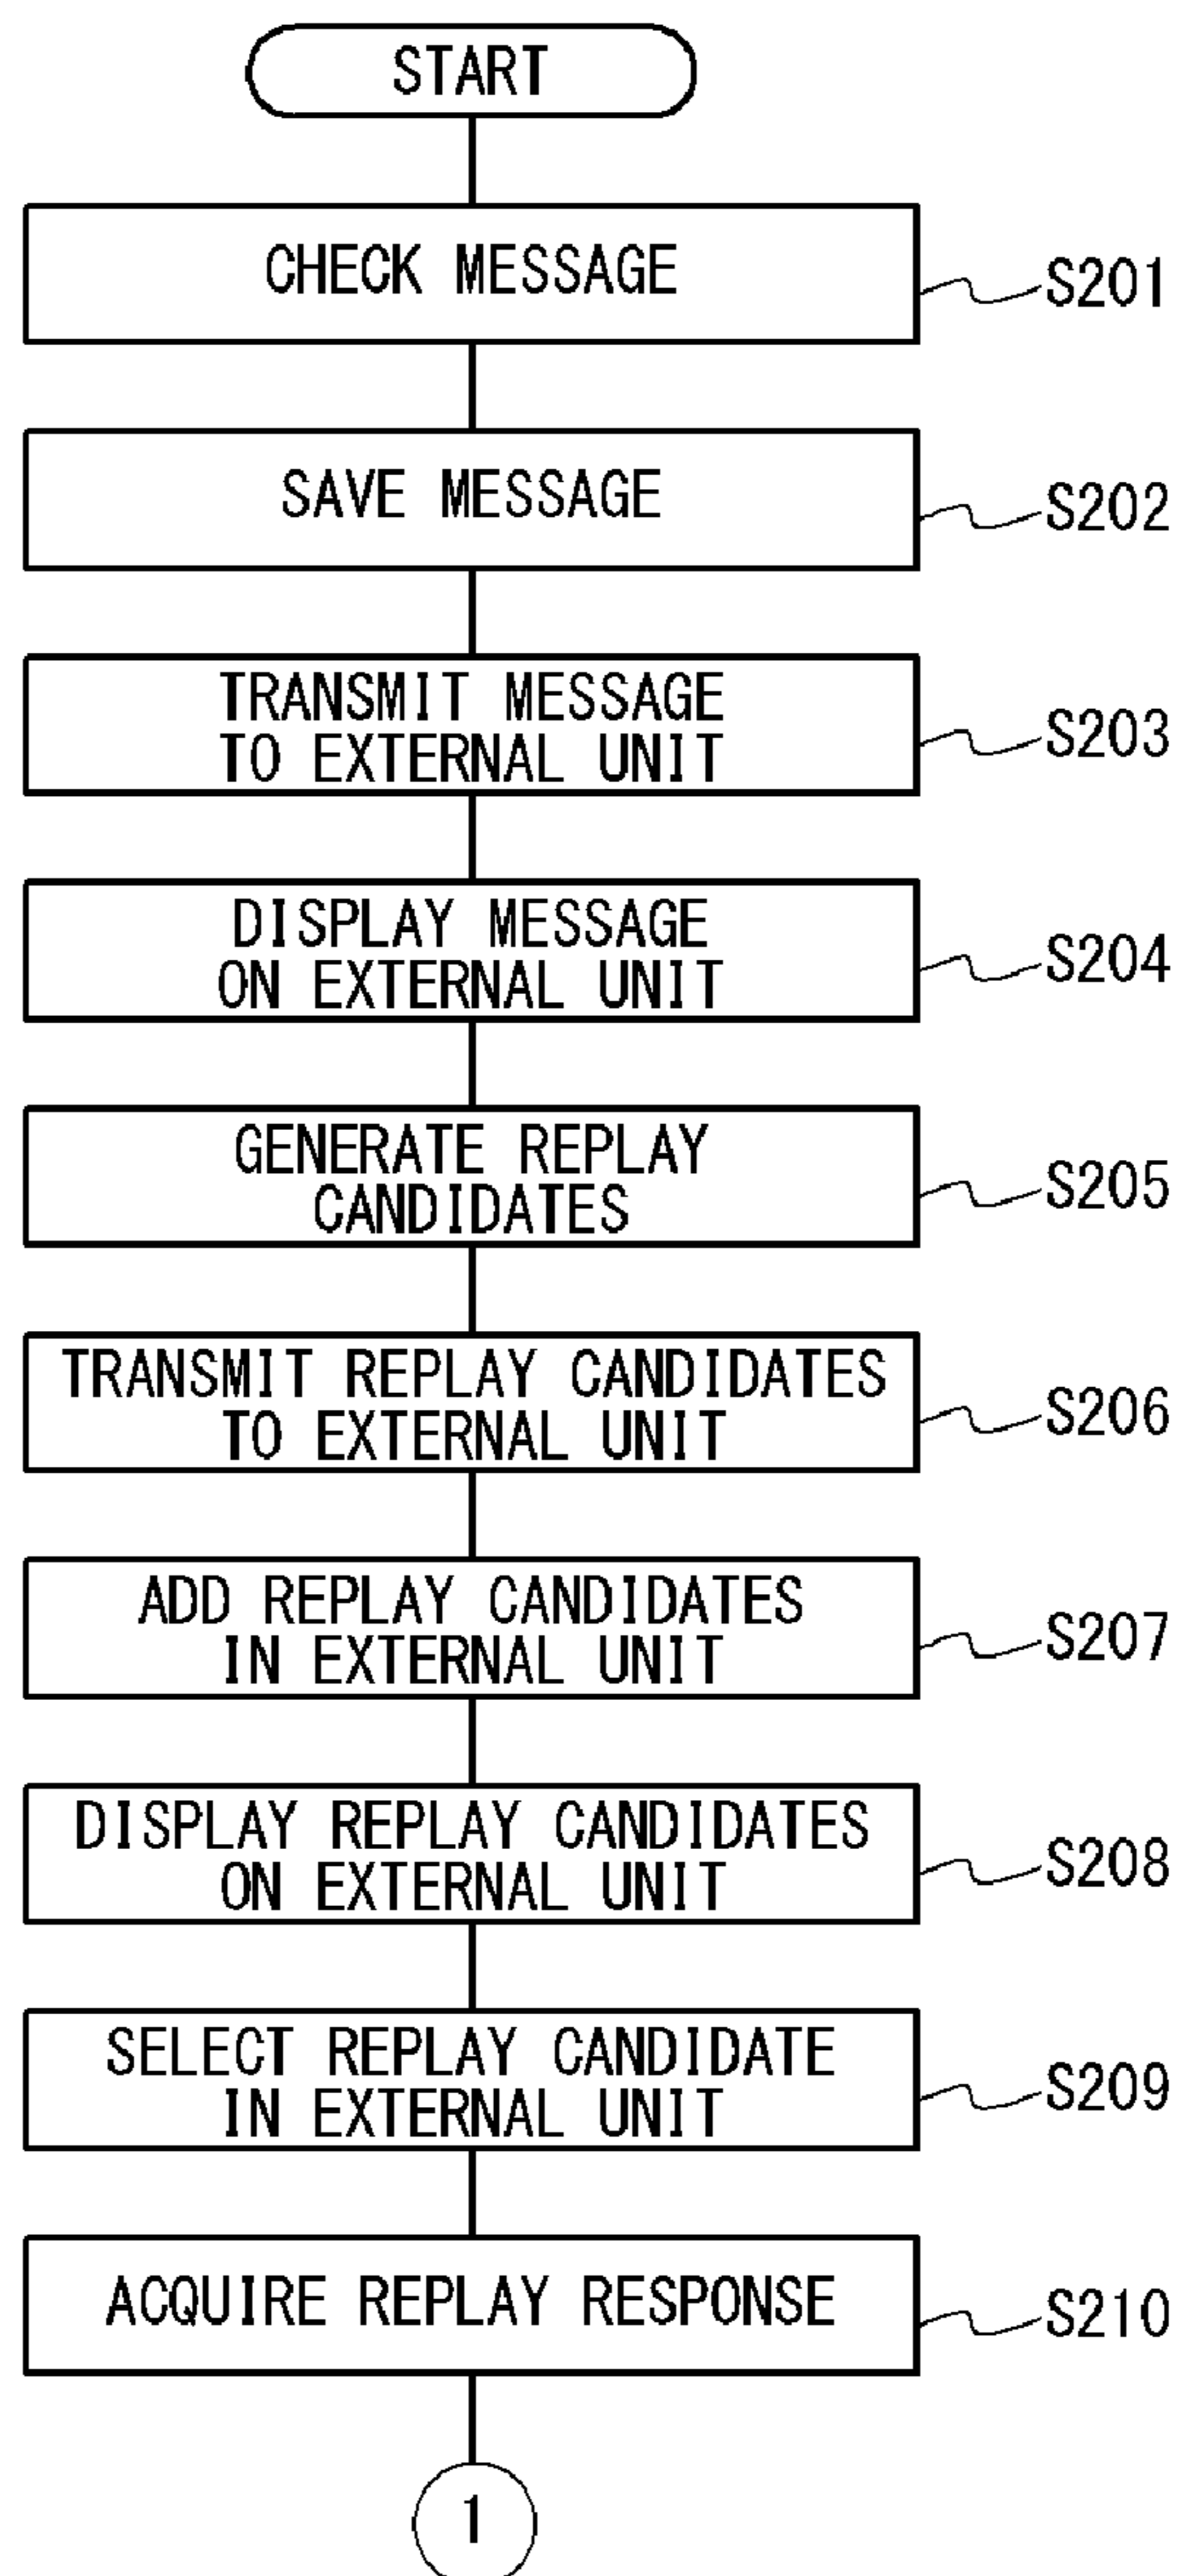 START
CHECK MESSAGE
S201
SAVE MESSAGE
S202
TRANSMIT MESSAGE
TO EXTERNAL UNIT
S203
DISPLAY MESSAGE
ON EXTERNAL UNIT
S204
GENERATE REPLAY
CANDIDATES
S205
TRANSMIT REPLAY CANDIDATES
TO EXTERNAL UNIT
S206
ADD REPLAY CANDIDATES
IN EXTERNAL UNIT
S207
DISPLAY REPLAY CANDIDATES
ON EXTERNAL UNIT
S208
SELECT REPLAY CANDIDATE
IN EXTERNAL UNIT
S209
ACQUIRE REPLAY RESPONSE
S210
1